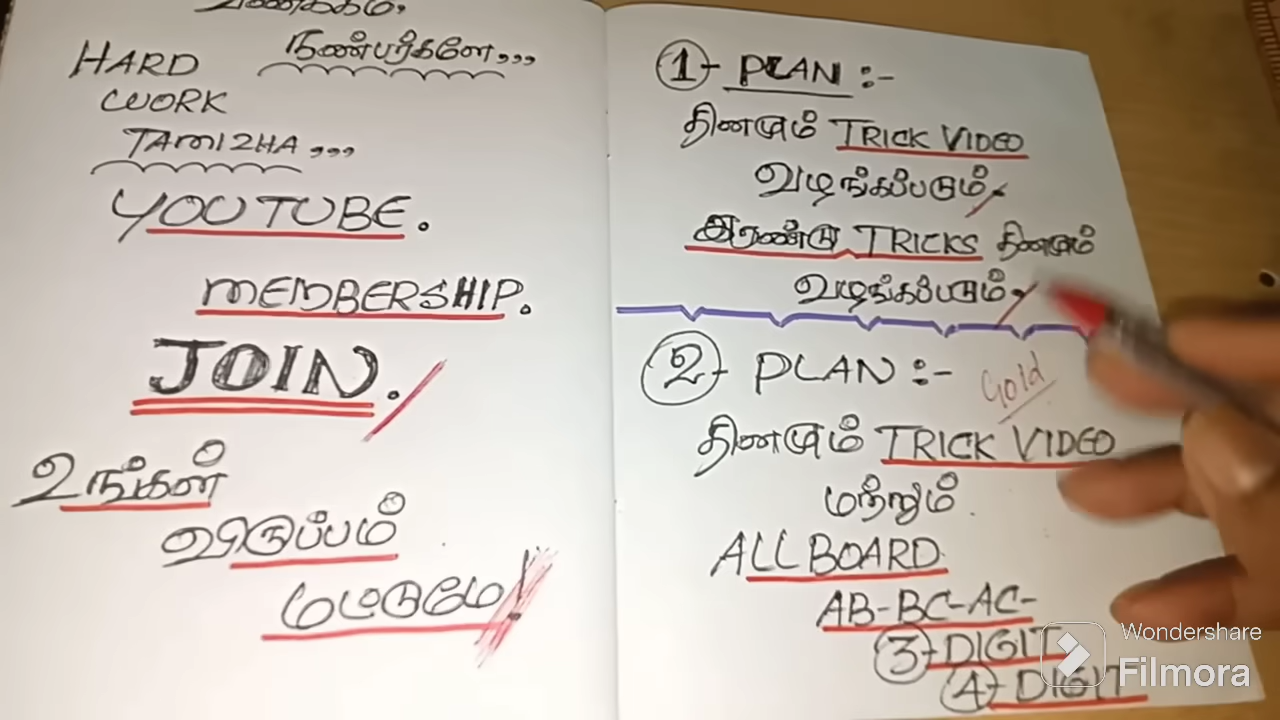 வணக்கம்,
நண்பர்களே,,,
HARD
WORK
TAMIZHA,,,
YOUTUBE.
MEMBERSHIP.
JOIN.
உங்கள்
விருப்பம்
மட்டுமே!
①- PLAN :-
தினமும் TRICK VIDEO
வழங்கப்படும்.
இரண்டு TRICKS தினமும்
வழங்கப்படும்.
②- PLAN :-
Gold
தினமும் TRICK VIDEO
மற்றும்.
ALL BOARD
AB-BC-AC-
③-DIGIT
④-DIGIT
Wondershare
Filmora